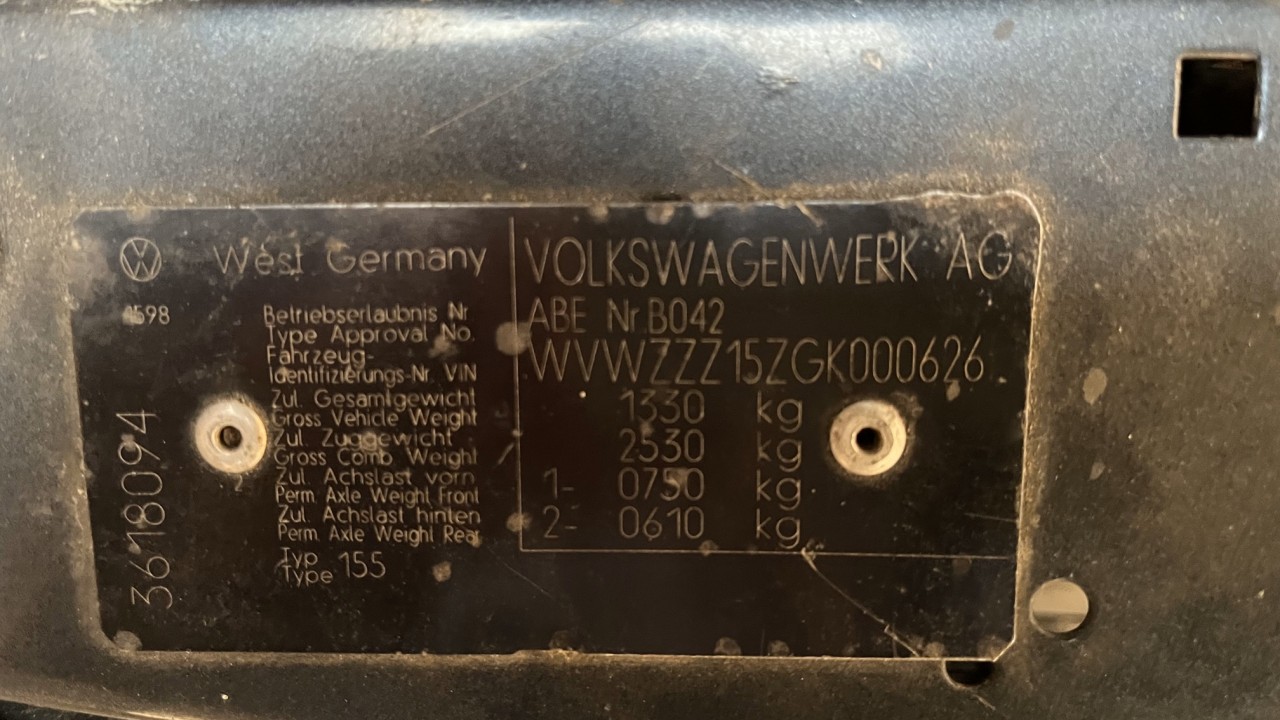 West Germany
VOLKSWAGENWERK AG
4598
Betriebserlaubnis Nr
Type Approval No.
ABE Nr. B042
Fahrzeug-
Identifizierungs-Nr. VIN
WVWZZZ15ZGK000626
Zul. Gesamtgewicht
Gross Vehicle Weight
1330 kg
Zul. Zuggewicht
Gross Comb Weight
2530 kg
Zul. Achslast vorn
Perm. Axle Weight Front
1- 0750 kg
Zul. Achslast hinten
Perm. Axle Weight Rear
2- 0610 kg
Typ
Type 155
3618094